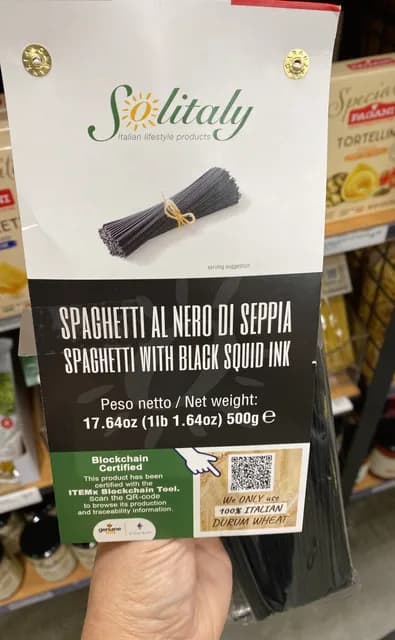 Solitaly
italian lifestyle products
serving suggestion
SPAGHETTI AL NERO DI SEPPIA
SPAGHETTI WITH BLACK SQUID INK
Peso netto / Net weight:
17.64oz (1lb 1.64oz) 500g ℮
Blockchain
Certified
This product has been
certified with the
ITEMx Blockchain Tool.
Scan the QR-code
to browse its production
and traceability information.
genuine
We ONLY use
100% ITALIAN
DURUM WHEAT
Special
PAGANI
TORTELLIN